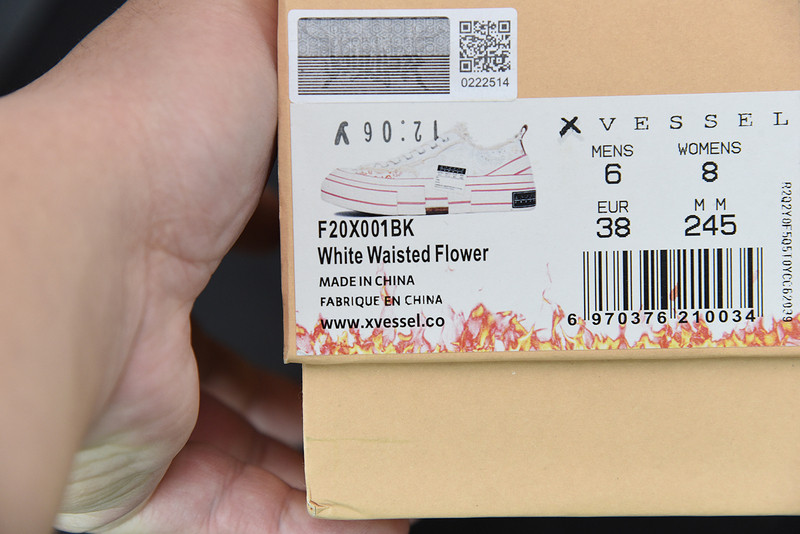 0222514
12:06 Y
X VESSEL
MENS WOMENS
6 8
EUR MM
38 245
F20X001BK
White Waisted Flower
MADE IN CHINA
FABRIQUE EN CHINA
www.xvessel.co
6 970376 210034